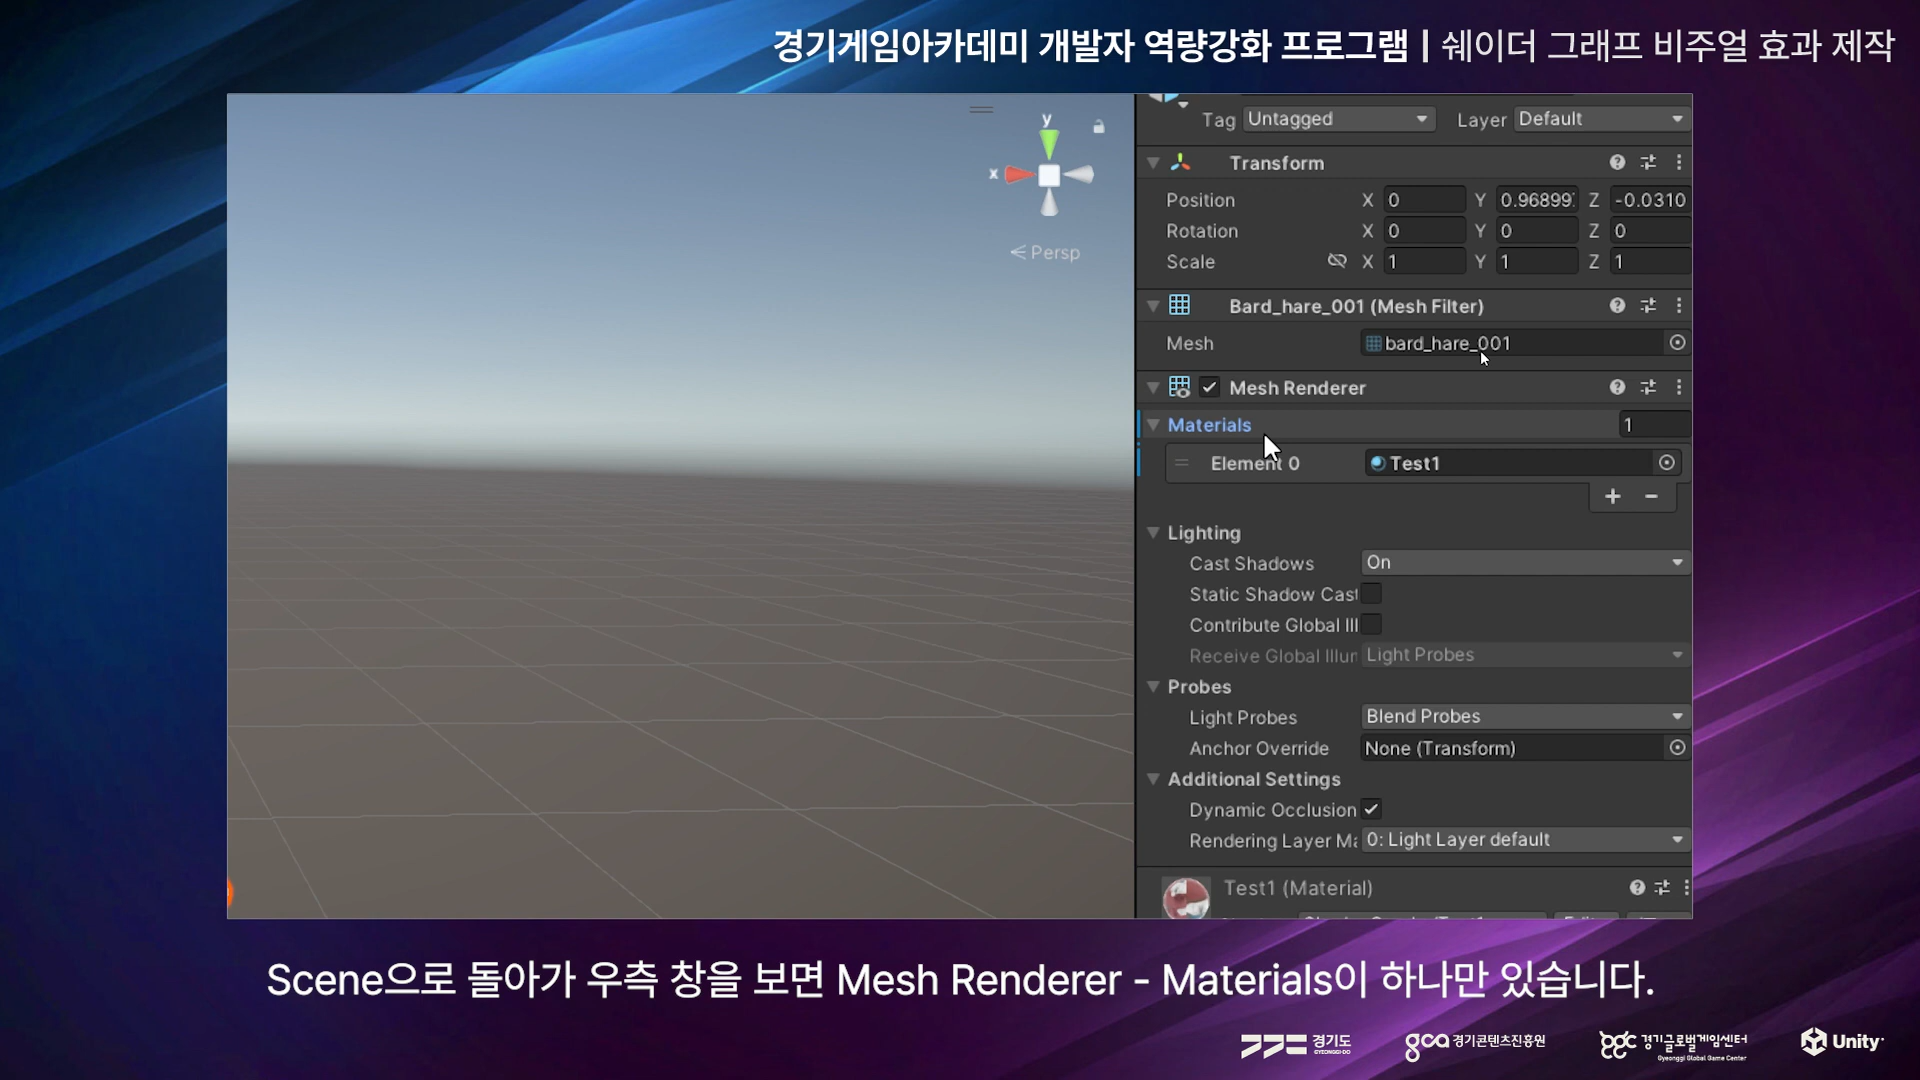 경기게임아카데미 개발자 역량강화 프로그램 | 쉐이더 그래프 비주얼 효과 제작
y
x
< Persp
Tag Untagged Layer Default
Transform
Position X 0 Y 0.96899 Z -0.0310
Rotation X 0 Y 0 Z 0
Scale X 1 Y 1 Z 1
Bard_hare_001 (Mesh Filter)
Mesh bard_hare_001
Mesh Renderer
Materials 1
Element 0 Test1
+ -
Lighting
Cast Shadows On
Static Shadow Cast
Contribute Global Ill
Receive Global Illur Light Probes
Probes
Light Probes Blend Probes
Anchor Override None (Transform)
Additional Settings
Dynamic Occlusion
Rendering Layer Ma 0: Light Layer default
Test1 (Material)
Scene으로 돌아가 우측 창을 보면 Mesh Renderer - Materials이 하나만 있습니다.
경기도 GYEONGGI-DO
gca 경기콘텐츠진흥원
ggc 경기글로벌게임센터 Gyeonggi Global Game Center
Unity